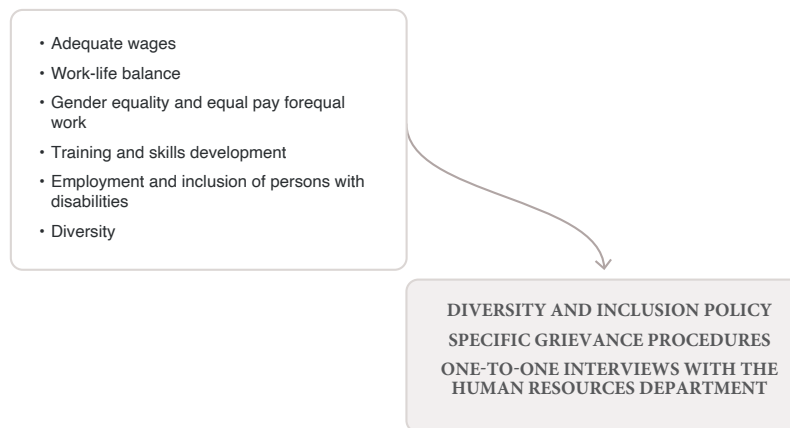 • Adequate wages
• Work-life balance
• Gender equality and equal pay forequal
work
• Training and skills development
• Employment and inclusion of persons with
disabilities
• Diversity
DIVERSITY AND INCLUSION POLICY
SPECIFIC GRIEVANCE PROCEDURES
ONE-TO-ONE INTERVIEWS WITH THE
HUMAN RESOURCES DEPARTMENT